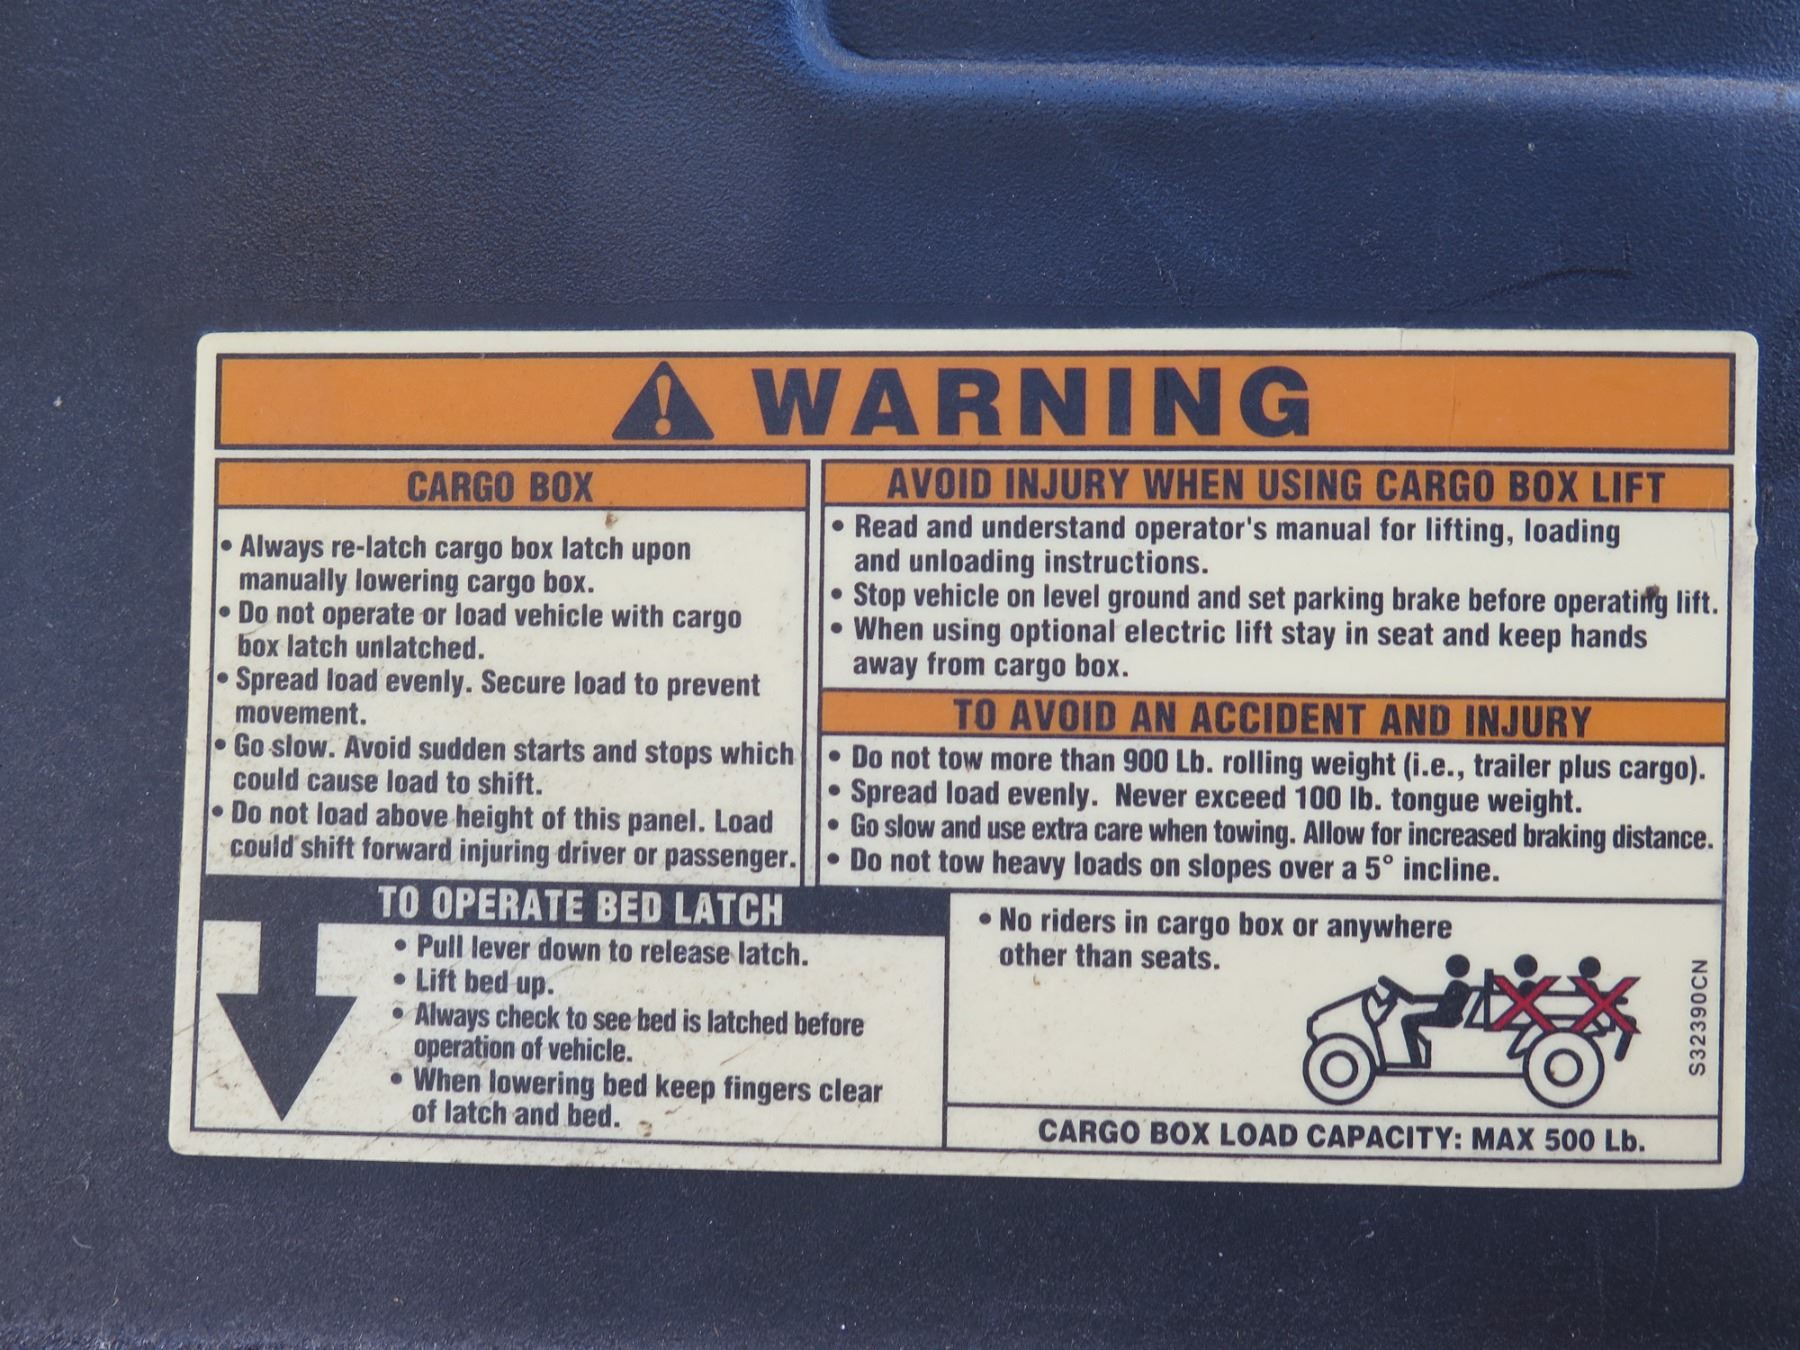 WARNING
CARGO BOX
• Always re-latch cargo box latch upon
manually lowering cargo box.
• Do not operate or load vehicle with cargo
box latch unlatched.
• Spread load evenly. Secure load to prevent
movement.
• Go slow. Avoid sudden starts and stops which
could cause load to shift.
• Do not load above height of this panel. Load
could shift forward injuring driver or passenger.
AVOID INJURY WHEN USING CARGO BOX LIFT
• Read and understand operator's manual for lifting, loading
and unloading instructions.
• Stop vehicle on level ground and set parking brake before operating lift.
• When using optional electric lift stay in seat and keep hands
away from cargo box.
TO AVOID AN ACCIDENT AND INJURY
• Do not tow more than 900 Lb. rolling weight (i.e., trailer plus cargo).
• Spread load evenly. Never exceed 100 lb. tongue weight.
• Go slow and use extra care when towing. Allow for increased braking distance.
• Do not tow heavy loads on slopes over a 5° incline.
TO OPERATE BED LATCH
• Pull lever down to release latch.
• Lift bed up.
• Always check to see bed is latched before
operation of vehicle.
• When lowering bed keep fingers clear
of latch and bed.
• No riders in cargo box or anywhere
other than seats.
S32390CN
CARGO BOX LOAD CAPACITY: MAX 500 Lb.